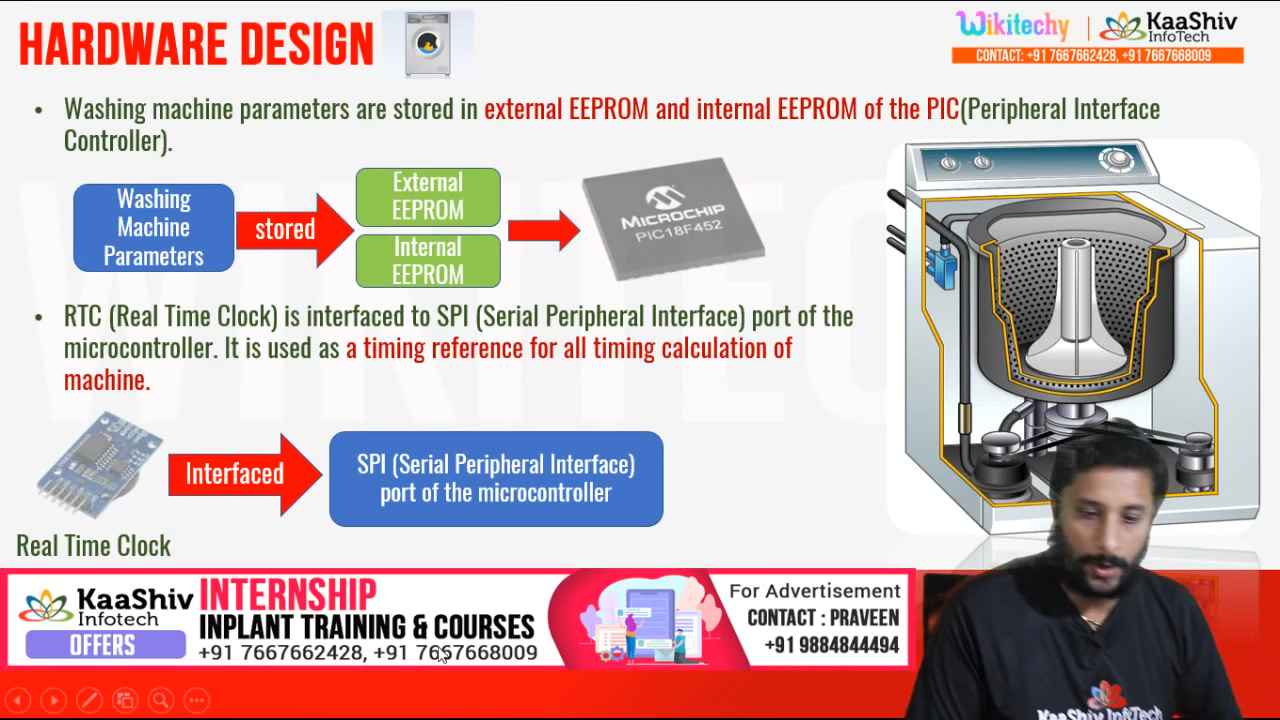 HARDWARE DESIGN
Wikitechy | KaaShiv
InfoTech
CONTACT: +91 7667662428, +91 7667668009
• Washing machine parameters are stored in external EEPROM and internal EEPROM of the PIC(Peripheral Interface
Controller).
Washing
Machine
Parameters
stored
External
EEPROM
Internal
EEPROM
MICROCHIP
PIC18F452
• RTC (Real Time Clock) is interfaced to SPI (Serial Peripheral Interface) port of the
microcontroller. It is used as a timing reference for all timing calculation of
machine.
Interfaced
SPI (Serial Peripheral Interface)
port of the microcontroller
Real Time Clock
KaaShiv
Infotech
OFFERS
INTERNSHIP
INPLANT TRAINING & COURSES
+91 7667662428, +91 7667668009
For Advertisement
CONTACT : PRAVEEN
+91 9884844494
KaaShiv InfoTech